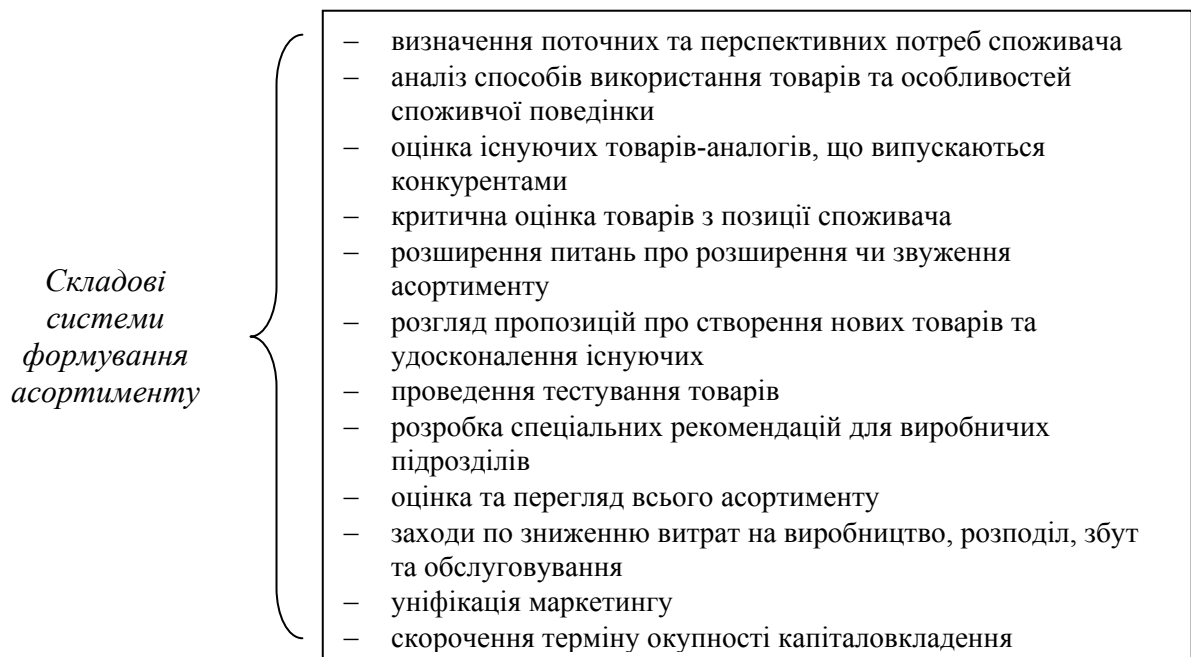 Складові
системи
формування
асортименту
– визначення поточних та перспективних потреб споживача
– аналіз способів використання товарів та особливостей
споживчої поведінки
– оцінка існуючих товарів-аналогів, що випускаються
конкурентами
– критична оцінка товарів з позиції споживача
– розширення питань про розширення чи звуження
асортименту
– розгляд пропозицій про створення нових товарів та
удосконалення існуючих
– проведення тестування товарів
– розробка спеціальних рекомендацій для виробничих
підрозділів
– оцінка та перегляд всього асортименту
– заходи по зниженню витрат на виробництво, розподіл, збут
та обслуговування
– уніфікація маркетингу
– скорочення терміну окупності капіталовкладення